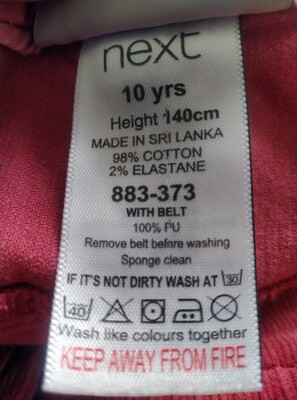 next
10 yrs
Height 140cm
MADE IN SRI LANKA
98% COTTON
2% ELASTANE
883-373
WITH BELT
100% PU
Remove belt before washing
Sponge clean
IF IT'S NOT DIRTY WASH AT 30
40
Wash like colours together
KEEP AWAY FROM FIRE